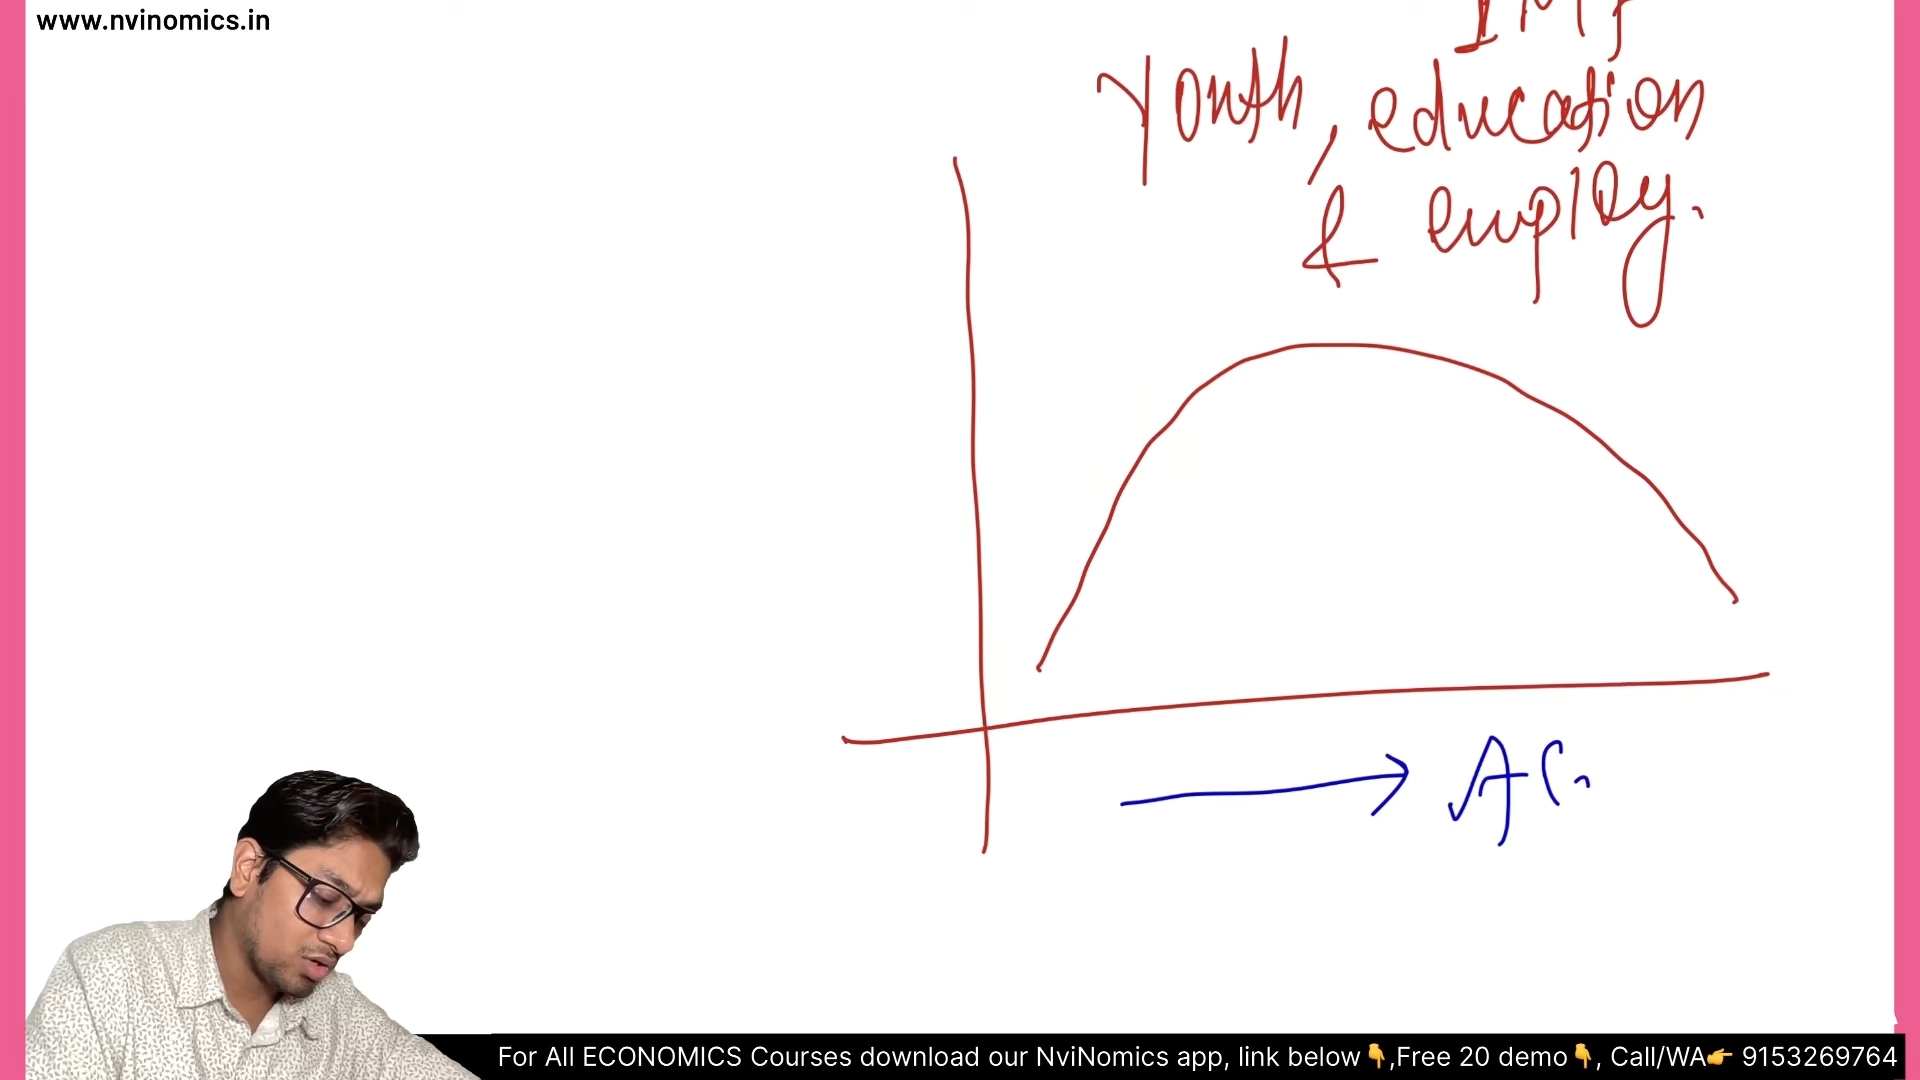 www.nvinomics.in
Youth, education
& employ.
For All ECONOMICS Courses download our NviNomics app, link below👇,Free 20 demo👇, Call/WA👉 9153269764